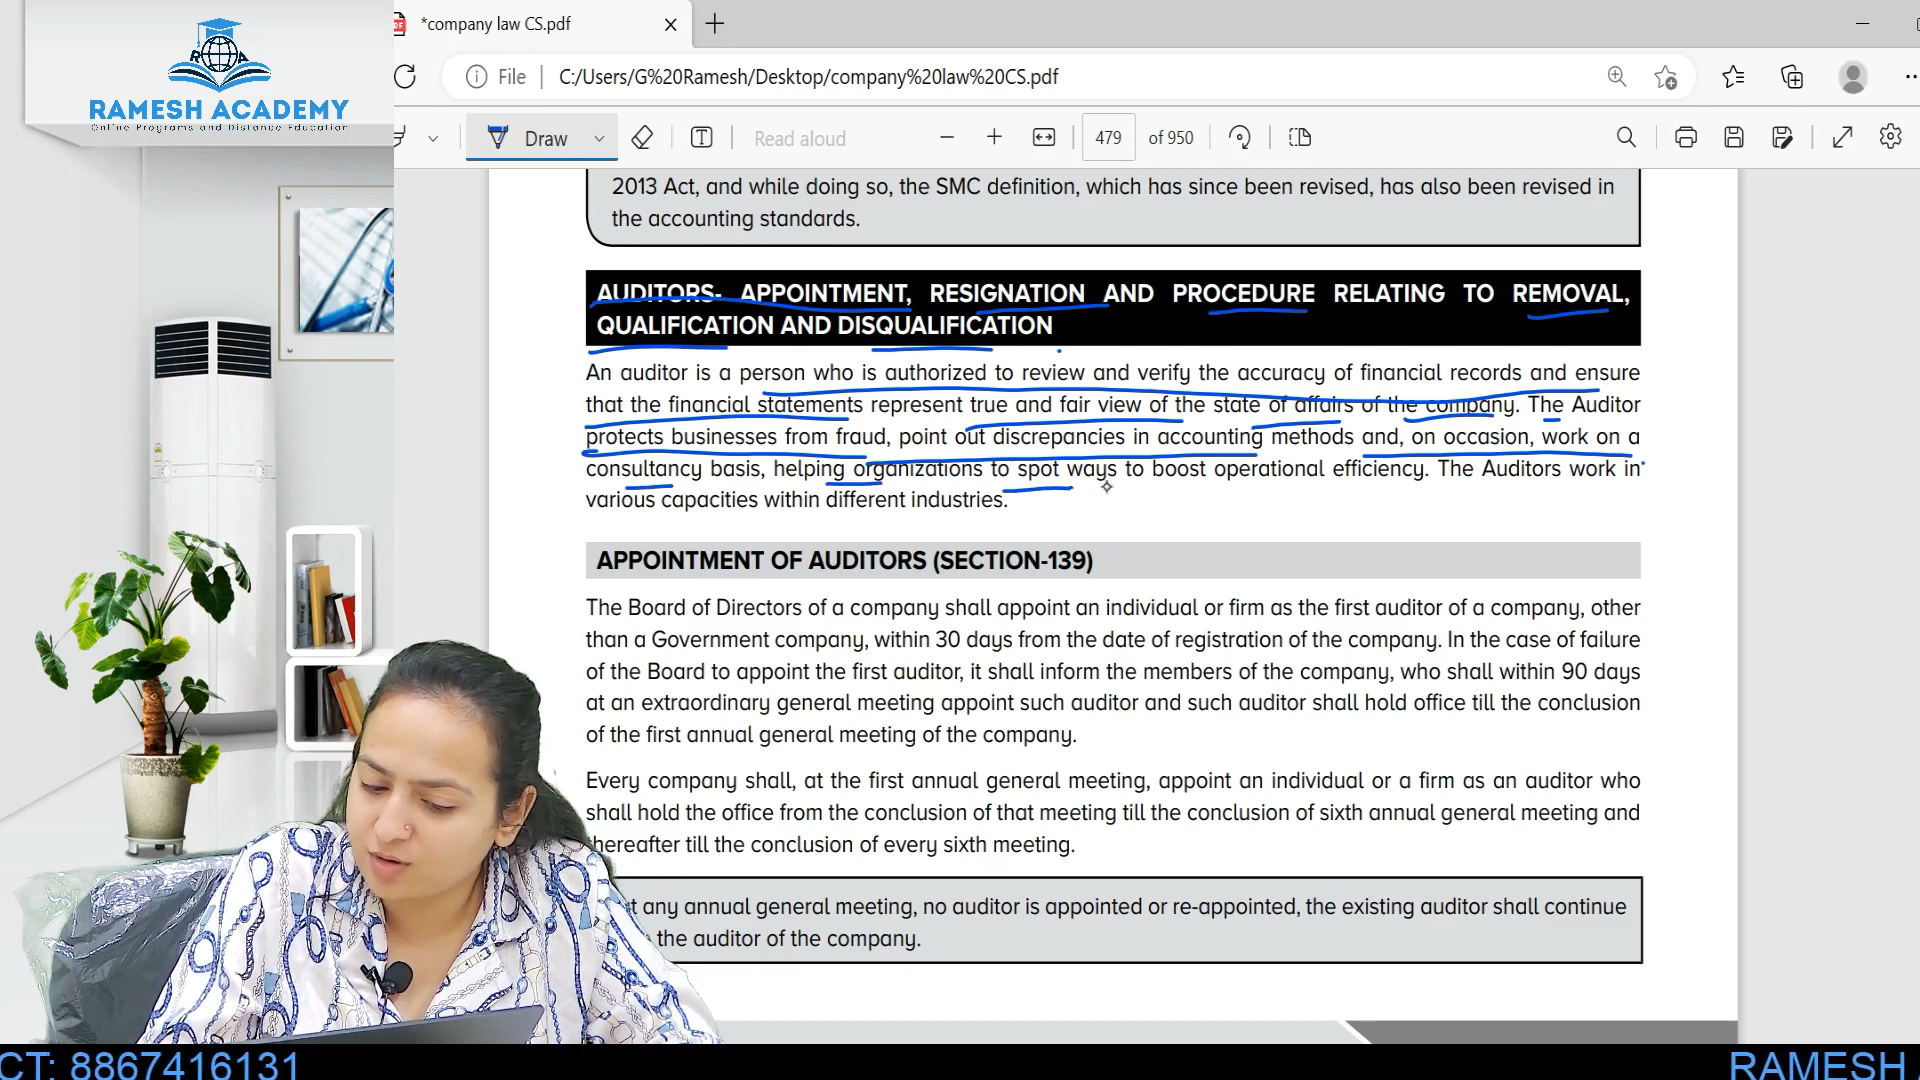 RAMESH ACADEMY
Online Programs and Distance Education
*company law CS.pdf
File C:/Users/G%20Ramesh/Desktop/company%20law%20CS.pdf
Draw Read aloud 479 of 950
2013 Act, and while doing so, the SMC definition, which has since been revised, has also been revised in
the accounting standards.
AUDITORS- APPOINTMENT, RESIGNATION AND PROCEDURE RELATING TO REMOVAL,
QUALIFICATION AND DISQUALIFICATION
An auditor is a person who is authorized to review and verify the accuracy of financial records and ensure
that the financial statements represent true and fair view of the state of affairs of the company. The Auditor
protects businesses from fraud, point out discrepancies in accounting methods and, on occasion, work on a
consultancy basis, helping organizations to spot ways to boost operational efficiency. The Auditors work in
various capacities within different industries.
APPOINTMENT OF AUDITORS (SECTION-139)
The Board of Directors of a company shall appoint an individual or firm as the first auditor of a company, other
than a Government company, within 30 days from the date of registration of the company. In the case of failure
of the Board to appoint the first auditor, it shall inform the members of the company, who shall within 90 days
at an extraordinary general meeting appoint such auditor and such auditor shall hold office till the conclusion
of the first annual general meeting of the company.
Every company shall, at the first annual general meeting, appoint an individual or a firm as an auditor who
shall hold the office from the conclusion of that meeting till the conclusion of sixth annual general meeting and
thereafter till the conclusion of every sixth meeting.
any annual general meeting, no auditor is appointed or re-appointed, the existing auditor shall continue
the auditor of the company.
CT: 8867416131
RAMESH